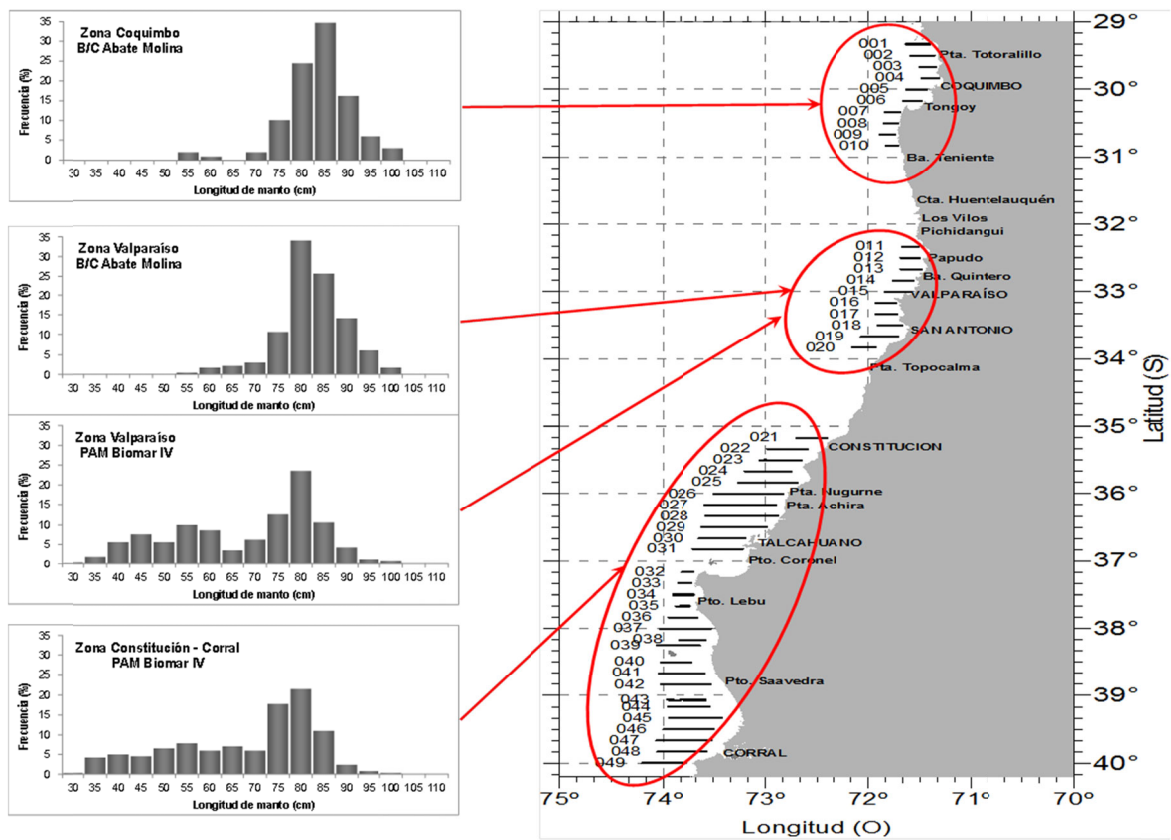 Zona Coquimbo
B/C Abate Molina
Frecuencia (%)
35
30
25
20
15
10
5
0
30 35 40 45 50 55 60 65 70 75 80 85 90 95 100 110
Longitud de manto (cm)
Zona Valparaíso
B/C Abate Molina
Frecuencia (%)
35
30
25
20
15
10
5
0
30 35 40 45 50 55 60 65 70 75 80 85 90 95 100 110
Longitud de manto (cm)
Zona Valparaíso
PAM Biomar IV
Frecuencia (%)
35
30
25
20
15
10
5
0
30 35 40 45 50 55 60 65 70 75 80 85 90 95 100 110
Longitud de manto (cm)
Zona Constitución - Corral
PAM Biomar IV
Frecuencia (%)
35
30
25
20
15
10
5
0
30 35 40 45 50 55 60 65 70 75 80 85 90 95 100 110
Longitud de manto (cm)
29°
001
002 Pta. Totoralillo
003
004
005 COQUIMBO
30°
006
007 Tongoy
008
009
010
Ba. Teniente
31°
Cta. Huentelauquén
Los Vilos
32°
Pichidangui
011
012 Papudo
013
014 Ba. Quintero
015 VALPARAÍSO
33°
016
017
018 SAN ANTONIO
019
020
34°
Pta. Topocalma
35°
021
022 CONSTITUCION
023
024
025
026 Pta. Nugurne
36°
027 Pta. Achira
028
029
030 TALCAHUANO
031
Pto. Coronel
37°
032
033
034
035 Pto. Lebu
036
037
38°
038
039
040
041
042 Pto. Saavedra
043
39°
044
045
046
047
048 CORRAL
049
40°
75° 74° 73° 72° 71° 70°
Longitud (O)
Latitud (S)